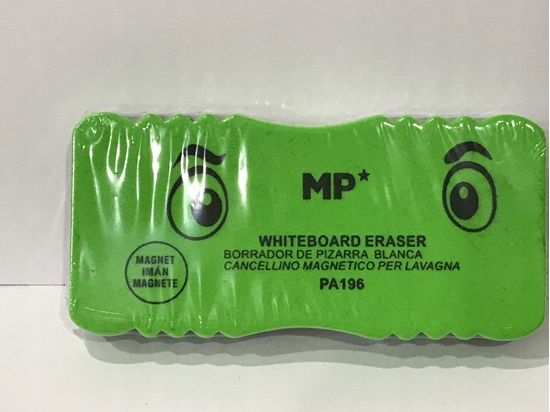 MP*
WHITEBOARD ERASER
BORRADOR DE PIZARRA BLANCA
CANCELLINO MAGNETICO PER LAVAGNA
PA196
MAGNET
IMÁN
MAGNETE